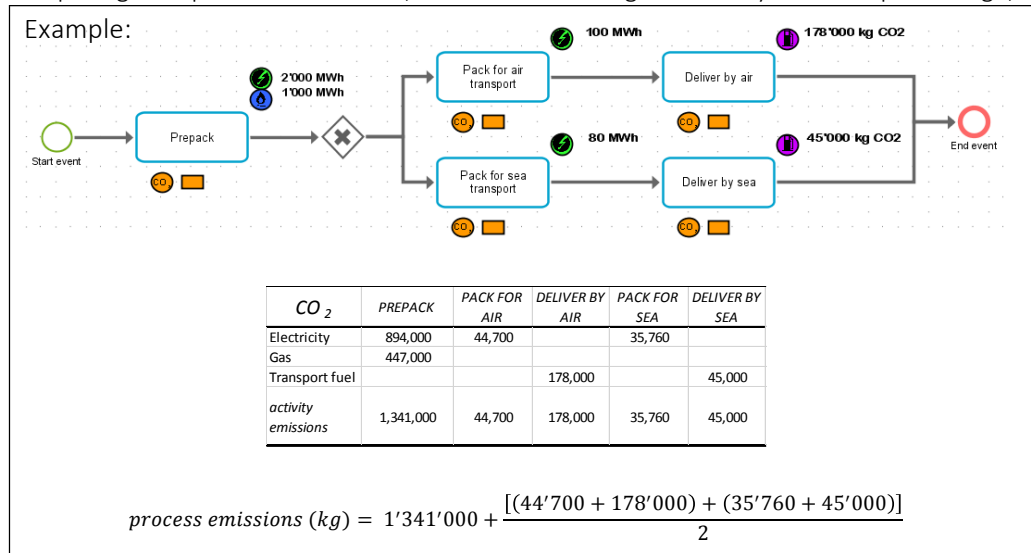 Example:
100 MWh
178'000 kg CO2
2'000 MWh
1'000 MWh
Pack for air
transport
Deliver by air
Prepack
CO2
CO2
CO2
Start event
End event
80 MWh
45'000 kg CO2
Pack for sea
transport
Deliver by sea
CO2
CO2
CO 2 PREPACK PACK FOR AIR DELIVER BY AIR PACK FOR SEA DELIVER BY SEA
Electricity 894,000 44,700 35,760
Gas 447,000
Transport fuel 178,000 45,000
activity emissions 1,341,000 44,700 178,000 35,760 45,000
process emissions (kg) = 1'341'000 + [(44'700 + 178'000) + (35'760 + 45'000)]
2